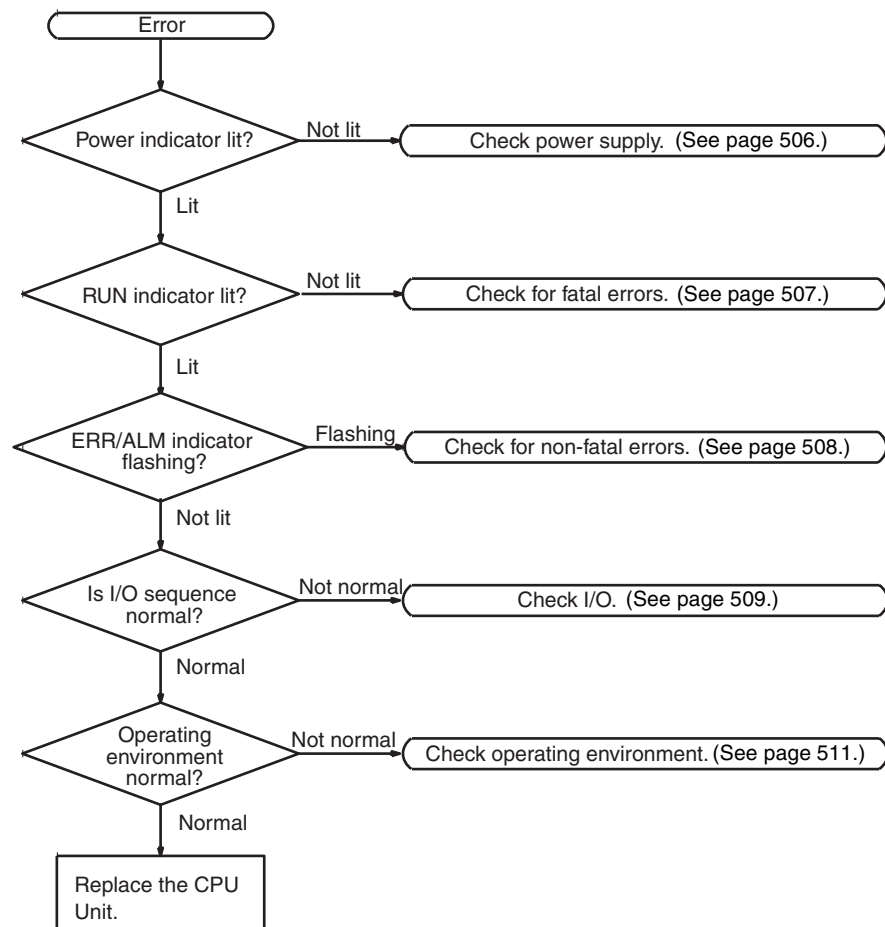 Error
Power indicator lit?
Not lit
Check power supply. (See page 506.)
Lit
RUN indicator lit?
Not lit
Check for fatal errors. (See page 507.)
Lit
ERR/ALM indicator
flashing?
Flashing
Check for non-fatal errors. (See page 508.)
Not lit
Is I/O sequence
normal?
Not normal
Check I/O. (See page 509.)
Normal
Operating
environment
normal?
Not normal
Check operating environment. (See page 511.)
Normal
Replace the CPU
Unit.